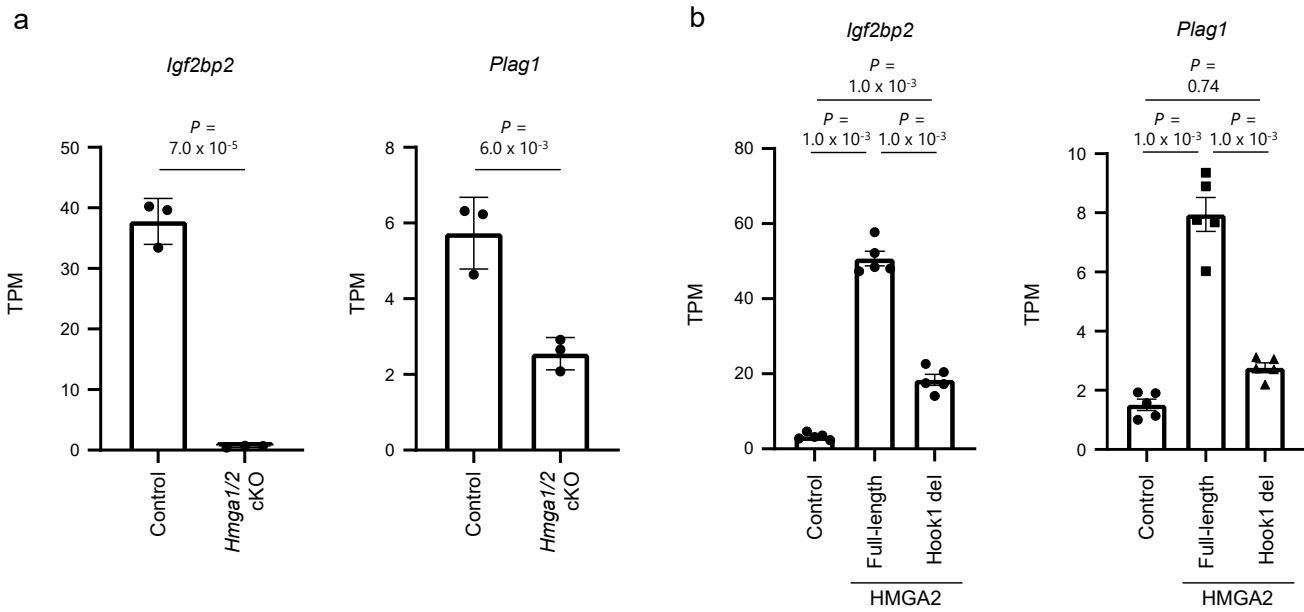 a
Igf2bp2
P =
7.0 x 10-5
TPM
50
40
30
20
10
0
Control
Hmga1/2
cKO
Plag1
P =
6.0 x 10-3
TPM
8
6
4
2
0
Control
Hmga1/2
cKO
b
Igf2bp2
P =
1.0 x 10-3
P =
1.0 x 10-3
P =
1.0 x 10-3
TPM
80
60
40
20
0
Control
Full-length
Hook1 del
HMGA2
Plag1
P =
0.74
P =
1.0 x 10-3
P =
1.0 x 10-3
TPM
10
8
6
4
2
0
Control
Full-length
Hook1 del
HMGA2